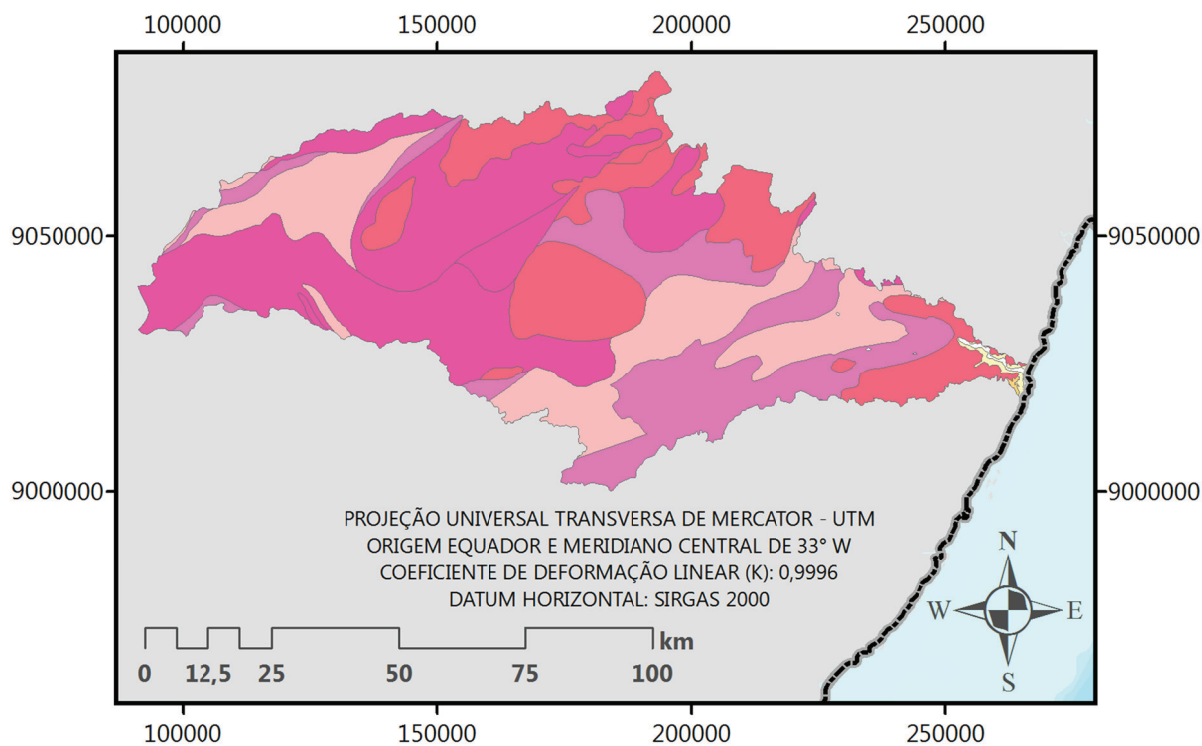 100000 150000 200000 250000
9050000 9050000
9000000 9000000
PROJEÇÃO UNIVERSAL TRANSVERSA DE MERCATOR - UTM
ORIGEM EQUADOR E MERIDIANO CENTRAL DE 33° W
COEFICIENTE DE DEFORMAÇÃO LINEAR (K): 0,9996
DATUM HORIZONTAL: SIRGAS 2000
N
W E
S
km
0 12,5 25 50 75 100
100000 150000 200000 250000